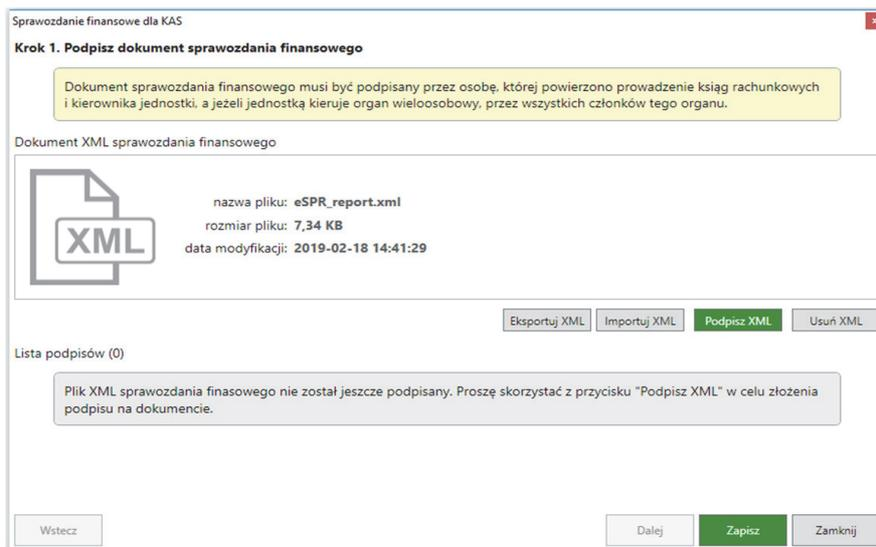 Sprawozdanie finansowe dla KAS
Krok 1. Podpisz dokument sprawozdania finansowego
Dokument sprawozdania finansowego musi być podpisany przez osobę, której powierzono prowadzenie ksiąg rachunkowych
i kierownika jednostki, a jeżeli jednostką kieruje organ wieloosobowy, przez wszystkich członków tego organu.
Dokument XML sprawozdania finansowego
XML
nazwa pliku: eSPR_report.xml
rozmiar pliku: 7,34 KB
data modyfikacji: 2019-02-18 14:41:29
Eksportuj XML Importuj XML Podpisz XML Usuń XML
Lista podpisów (0)
Plik XML sprawozdania finasowego nie został jeszcze podpisany. Proszę skorzystać z przycisku "Podpisz XML" w celu złożenia
podpisu na dokumencie.
Wstecz Dalej Zapisz Zamknij